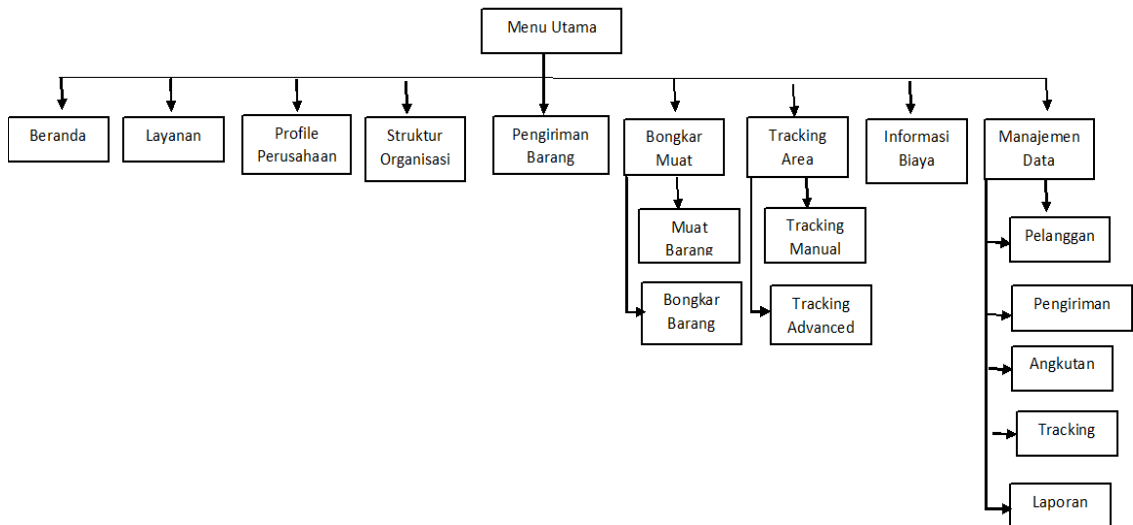 Menu Utama
Beranda
Layanan
Profile
Perusahaan
Struktur
Organisasi
Pengiriman
Barang
Bongkar
Muat
Tracking
Area
Informasi
Biaya
Manajemen
Data
Muat
Barang
Bongkar
Barang
Tracking
Manual
Tracking
Advanced
Pelanggan
Pengiriman
Angkutan
Tracking
Laporan